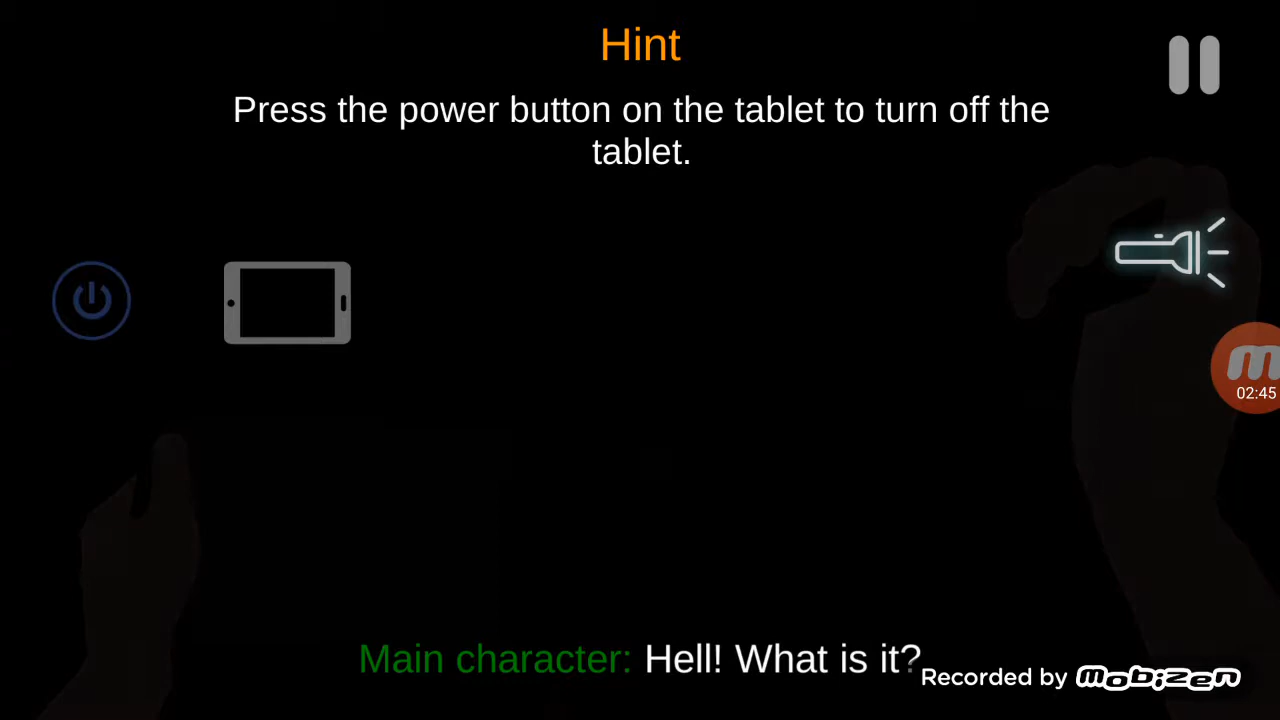 Hint
Press the power button on the tablet to turn off the
tablet.
02:45
Main character: Hell! What is it?
Recorded by mobizen